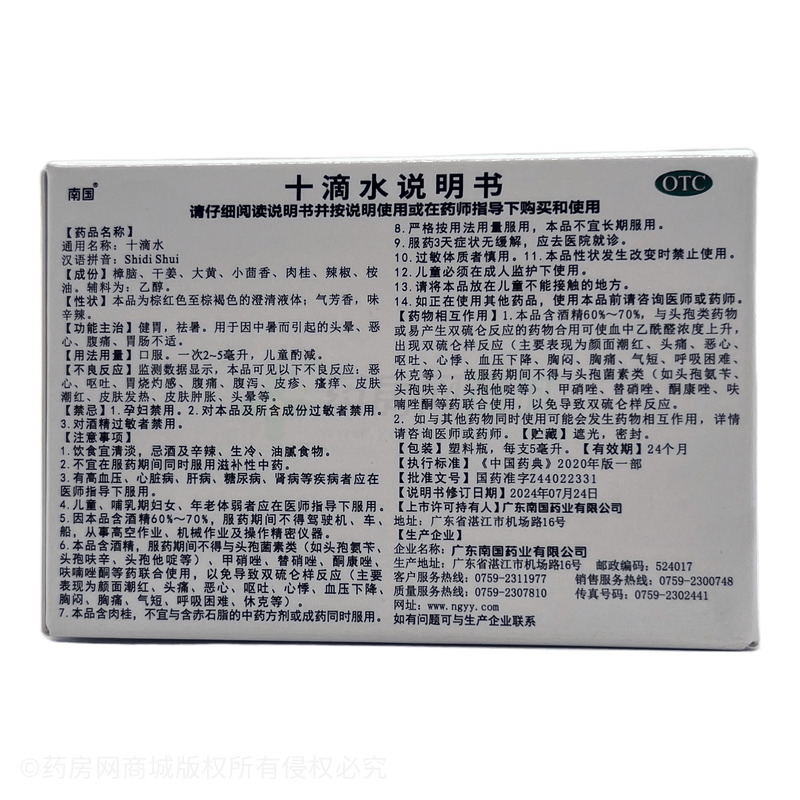 南国®
十滴水说明书
OTC
请仔细阅读说明书并按说明使用或在药师指导下购买和使用
【药品名称】
通用名称：十滴水
汉语拼音：Shidi Shui
【成份】樟脑、干姜、大黄、小茴香、肉桂、辣椒、桉
油。辅料为：乙醇。
【性状】本品为棕红色至棕褐色的澄清液体；气芳香，味
辛辣。
【功能主治】健胃，祛暑。用于因中暑而引起的头晕、恶
心、腹痛、胃肠不适。
【用法用量】口服。一次2~5毫升，儿童酌减。
【不良反应】监测数据显示，本品可见以下不良反应：恶
心、呕吐、胃烧灼感、腹痛、腹泻、皮疹、瘙痒、皮肤
潮红、皮肤发热、皮肤肿胀、头晕等。
【禁忌】1.孕妇禁用。2.对本品及所含成份过敏者禁用。
3.对酒精过敏者禁用。
【注意事项】
1.饮食宜清淡，忌酒及辛辣、生冷、油腻食物。
2.不宜在服药期间同时服用滋补性中药。
3.有高血压、心脏病、肝病、糖尿病、肾病等疾病者应在
医师指导下服用。
4.儿童、哺乳期妇女、年老体弱者应在医师指导下服用。
5.因本品含酒精60%~70%，服药期间不得驾驶机、车、
船，从事高空作业、机械作业及操作精密仪器。
6.本品含酒精，服药期间不得与头孢菌素类（如头孢氨苄、
头孢呋辛、头孢他啶等）、甲硝唑、替硝唑、酮康唑、
呋喃唑酮等药联合使用，以免导致双硫仑样反应（主要
表现为颜面潮红、头痛、恶心、呕吐、心悸、血压下降、
胸闷、胸痛、气短、呼吸困难、休克等）。
7.本品含肉桂，不宜与含赤石脂的中药方剂或成药同时服用。
8.严格按用法用量服用，本品不宜长期服用。
9.服药3天症状无缓解，应去医院就诊。
10.过敏体质者慎用。11.本品性状发生改变时禁止使用。
12.儿童必须在成人监护下使用。
13.请将本品放在儿童不能接触的地方。
14.如正在使用其他药品，使用本品前请咨询医师或药师。
【药物相互作用】1.本品含酒精60%~70%，与头孢类药物
或易产生双硫仑反应的药物合用可使血中乙酰醛浓度上升，
出现双硫仑样反应（主要表现为颜面潮红、头痛、恶心、
呕吐、心悸、血压下降、胸闷、胸痛、气短、呼吸困难、
休克等），故服药期间不得与头孢菌素类（如头孢氨苄、
头孢呋辛、头孢他啶等）、甲硝唑、替硝唑、酮康唑、呋
喃唑酮等药联合使用，以免导致双硫仑样反应。
2.如与其他药物同时使用可能会发生药物相互作用，详情
请咨询医师或药师。【贮藏】遮光，密封。
【包装】塑料瓶，每支5毫升。【有效期】24个月
【执行标准】《中国药典》2020年版一部
【批准文号】国药准字Z44022331
【说明书修订日期】2024年07月24日
【上市许可持有人】广东南国药业有限公司
地址：广东省湛江市机场路16号
【生产企业】
企业名称：广东南国药业有限公司
生产地址：广东省湛江市机场路16号 邮政编码：524017
客户服务热线：0759-2311977 销售服务热线：0759-2300748
质量服务热线：0759-2307810 传真号码：0759-2302441
网址：www.ngyy.com
如有问题可与生产企业联系
©药房网商城版权所有侵权必究